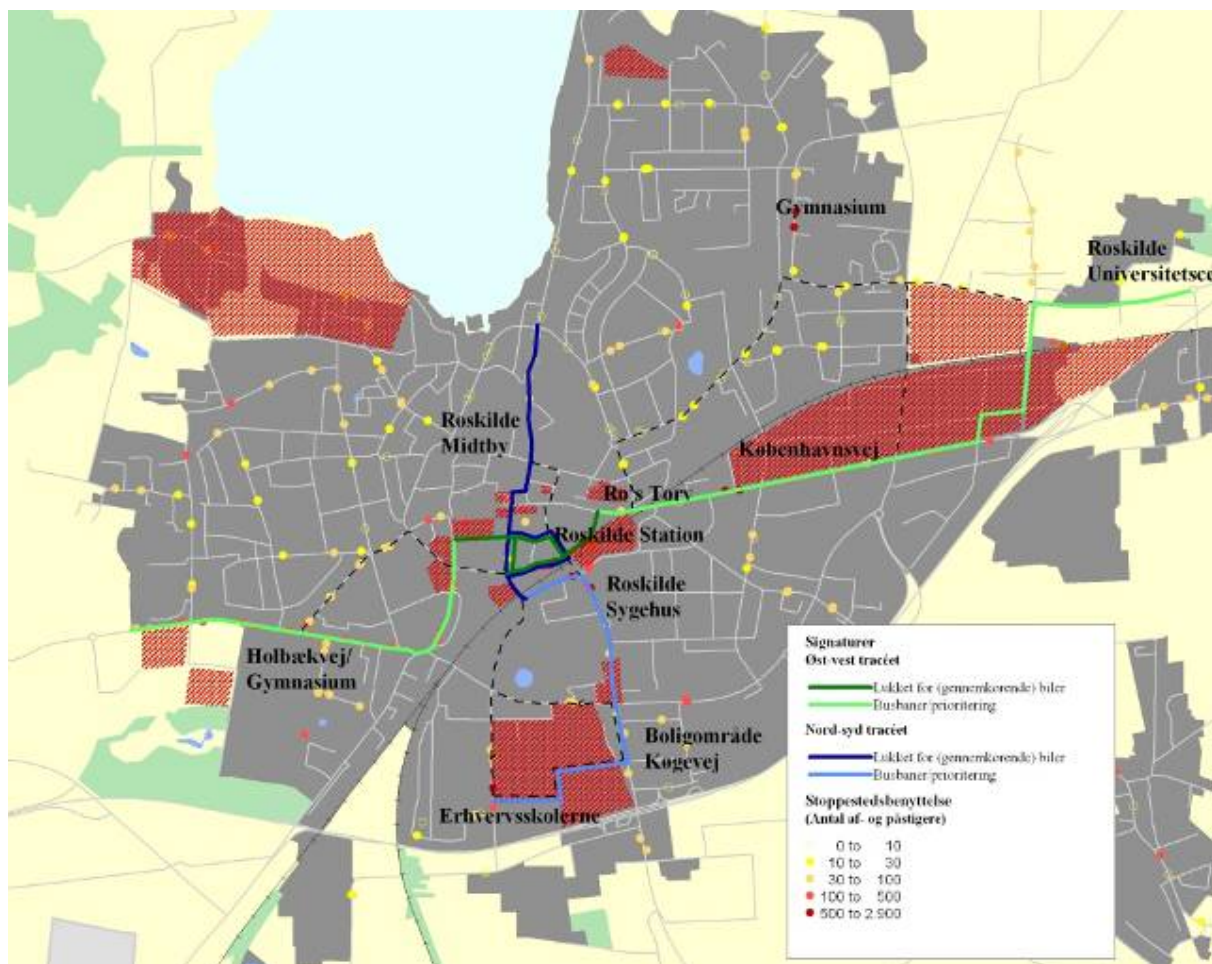 Gymnasium
Roskilde
Universitetsce
Roskilde
Midtby
Københavnsvej
Ro's Torv
Roskilde Station
Roskilde
Sygehus
Holbækvej/
Gymnasium
Boligområde
Køgevej
Erhvervsskolerne
Signaturer
Øst-vest tracéet
Lukket for (gennemkørende) biler
Busbaner/prioritering
Nord-syd tracéet
Lukket for (gennemkørende) biler
Busbaner/prioritering
Stoppestedsbenyttelse
(Antal af- og påstigere)
0 to 10
10 to 30
30 to 100
100 to 500
500 to 2.900